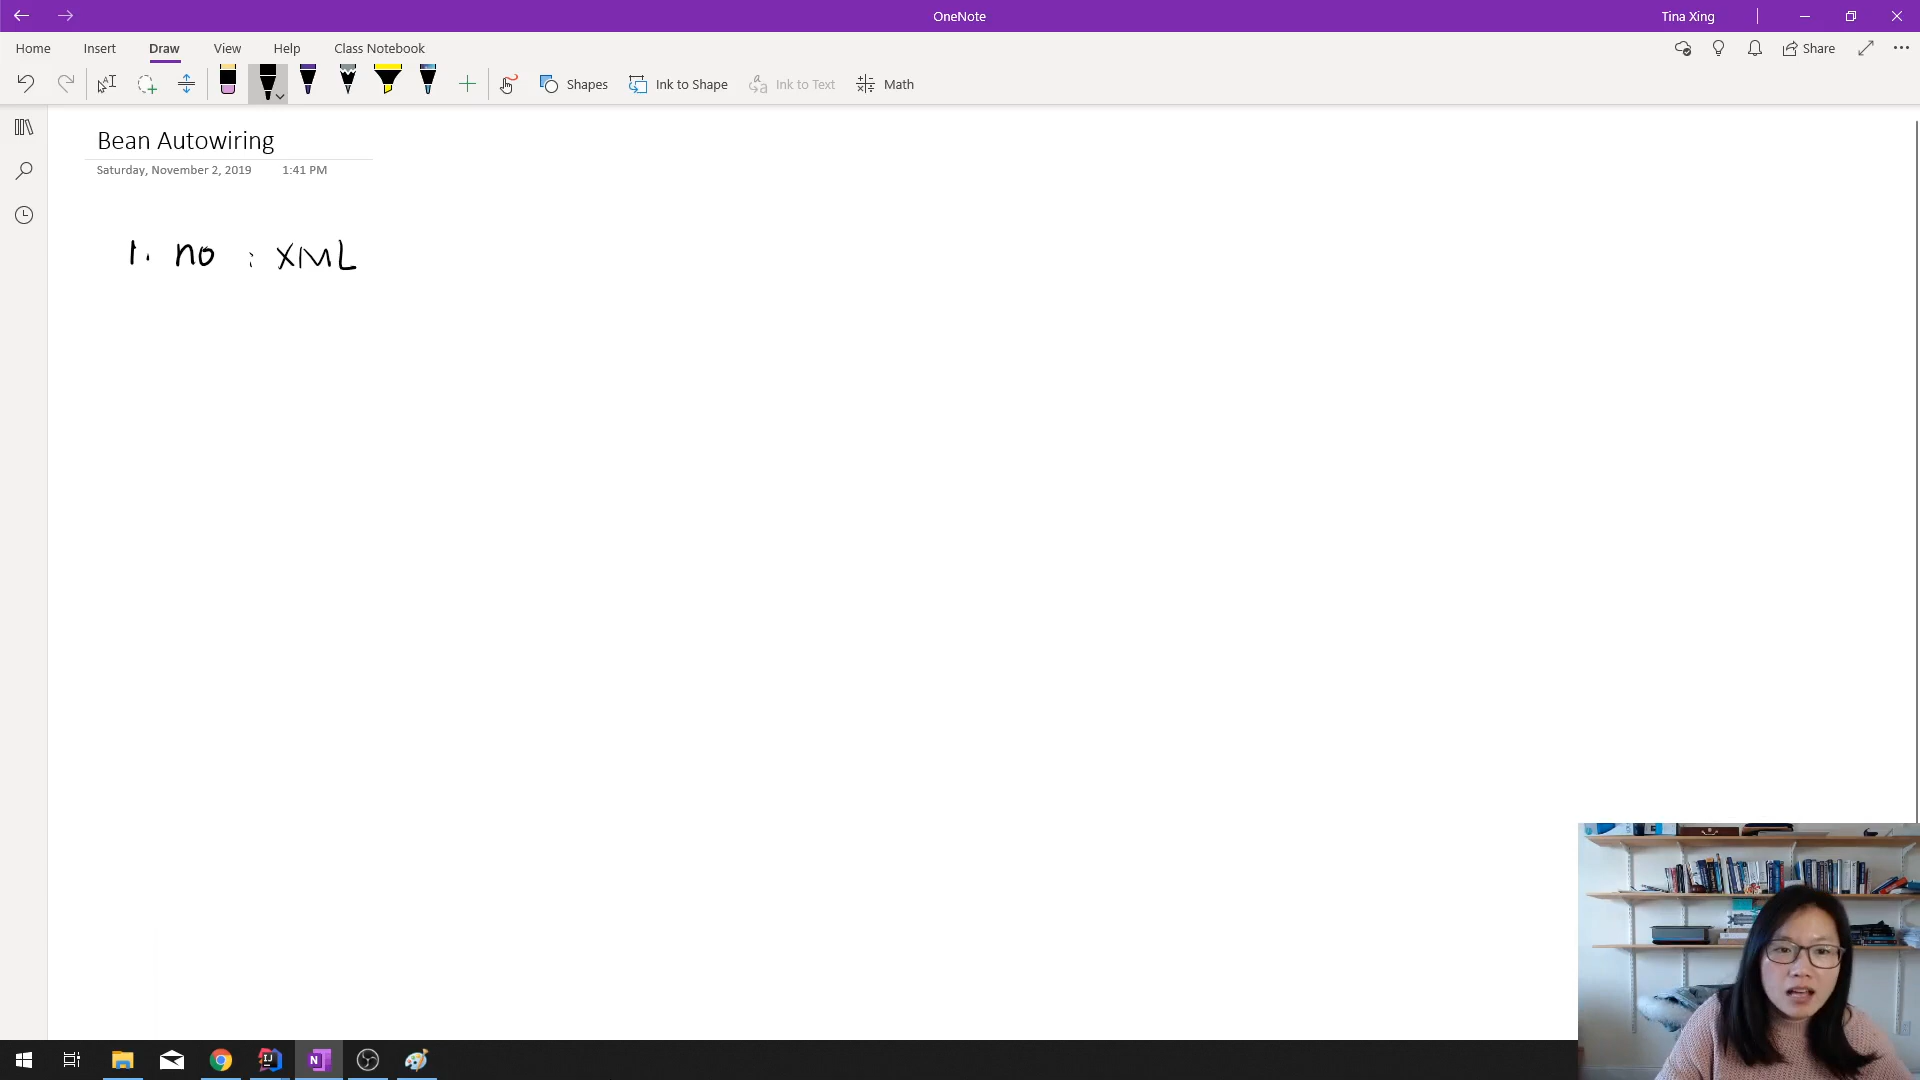 OneNote
Tina Xing
Home Insert Draw View Help Class Notebook
Share
Shapes Ink to Shape Ink to Text Math
Bean Autowiring
Saturday, November 2, 2019 1:41 PM
1. no : XML